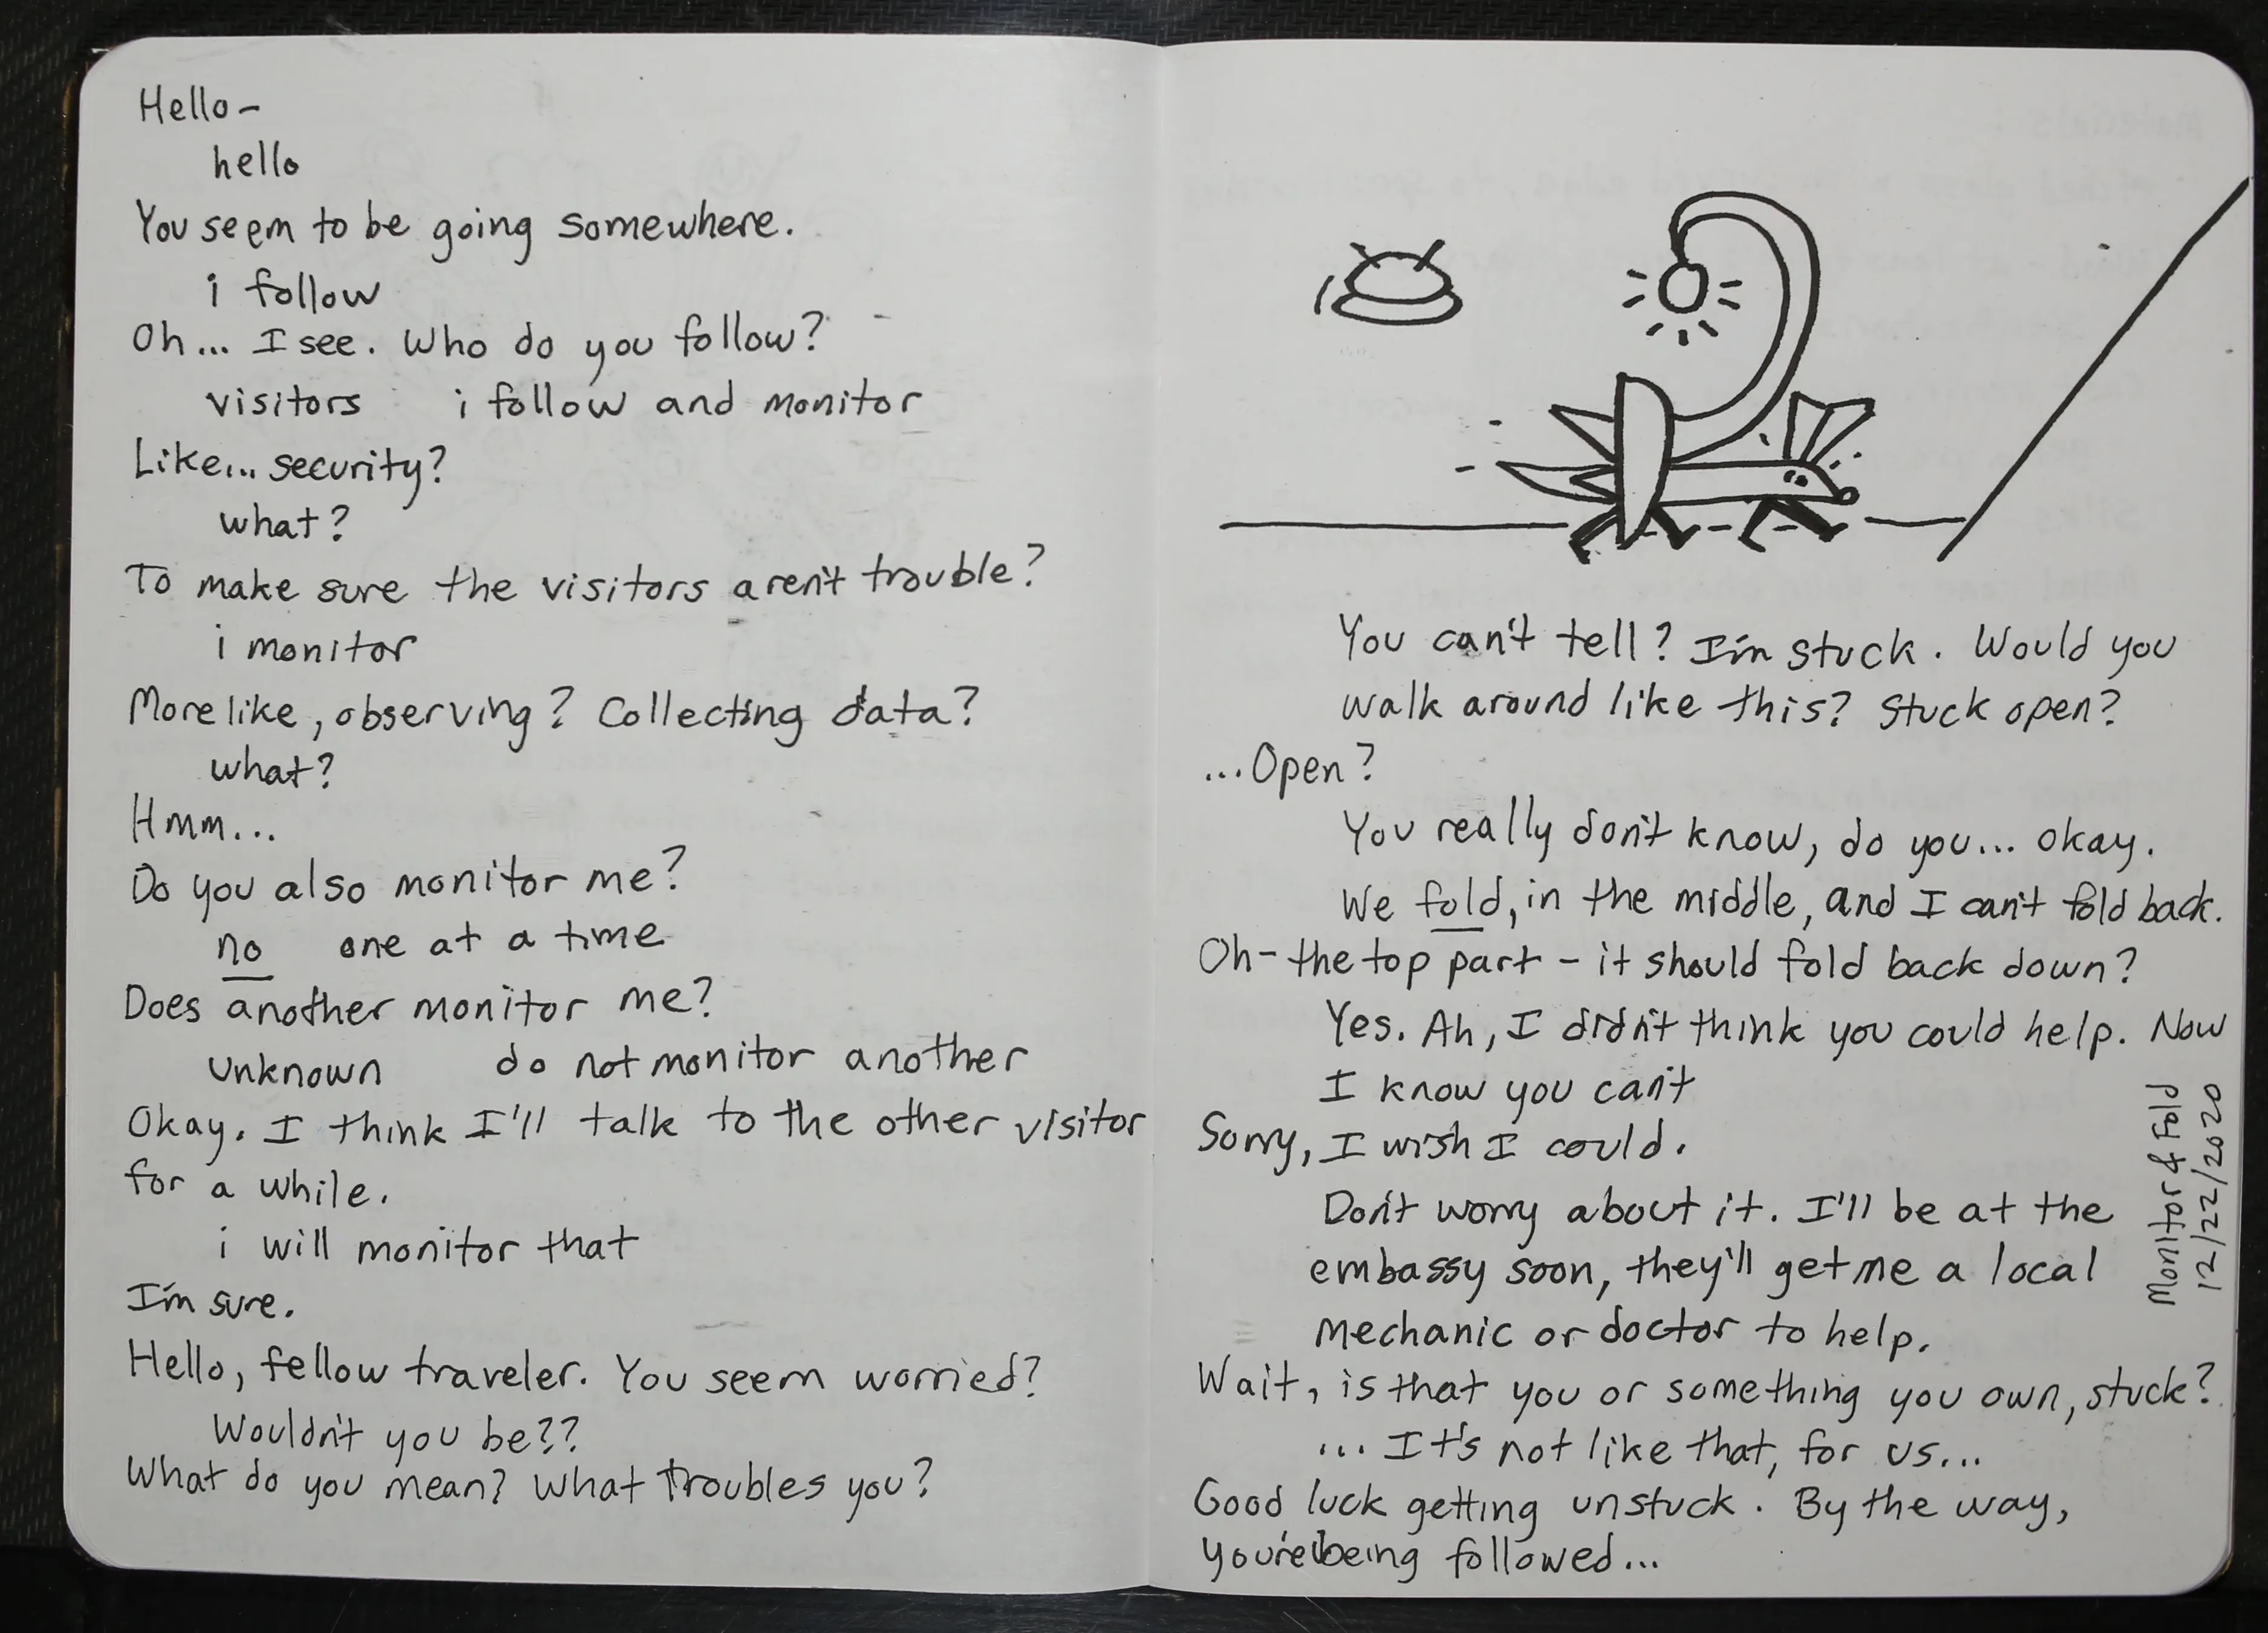 Hello-
hello
You seem to be going somewhere.
i follow
Oh... I see. Who do you follow?
visitors i follow and monitor
Like... security?
what?
To make sure the visitors aren't trouble?
i monitor
More like, observing? Collecting data?
what?
Hmm...
Do you also monitor me?
no one at a time
Does another monitor me?
unknown do not monitor another
Okay. I think I'll talk to the other visitor
for a while.
i will monitor that
I'm sure.
Hello, fellow traveler. You seem worried?
Wouldn't you be??
What do you mean? What troubles you?
You can't tell? I'm stuck. Would you
walk around like this? Stuck open?
...Open?
You really don't know, do you... okay.
We fold, in the middle, and I can't fold back.
Oh- the top part - it should fold back down?
Yes. Ah, I didn't think you could help. Now
I know you can't
Sorry, I wish I could.
Don't worry about it. I'll be at the
embassy soon, they'll get me a local
mechanic or doctor to help.
Wait, is that you or something you own, stuck?
... It's not like that, for us...
Good luck getting unstuck. By the way,
you're being followed...
Monitor & Fold
12/22/2020